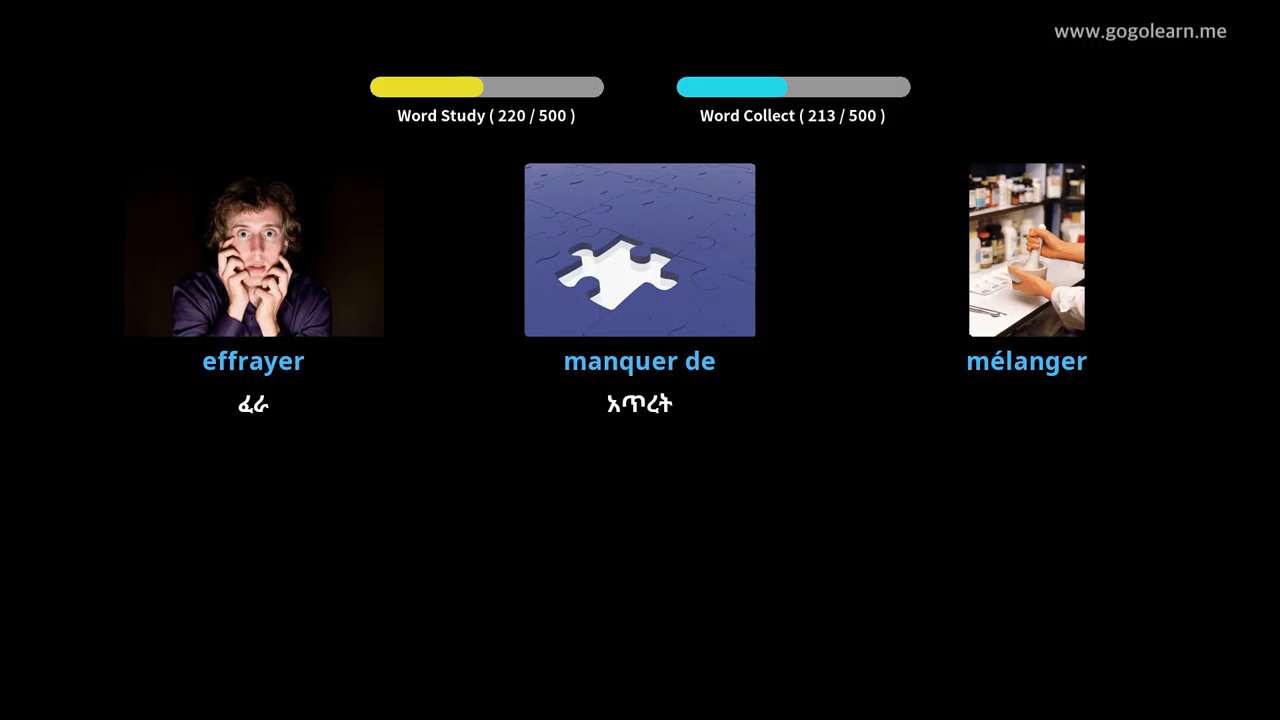 www.gogolearn.me
Word Study ( 220 / 500 )
Word Collect ( 213 / 500 )
effrayer
manquer de
mélanger
ፈራ
አጥረት